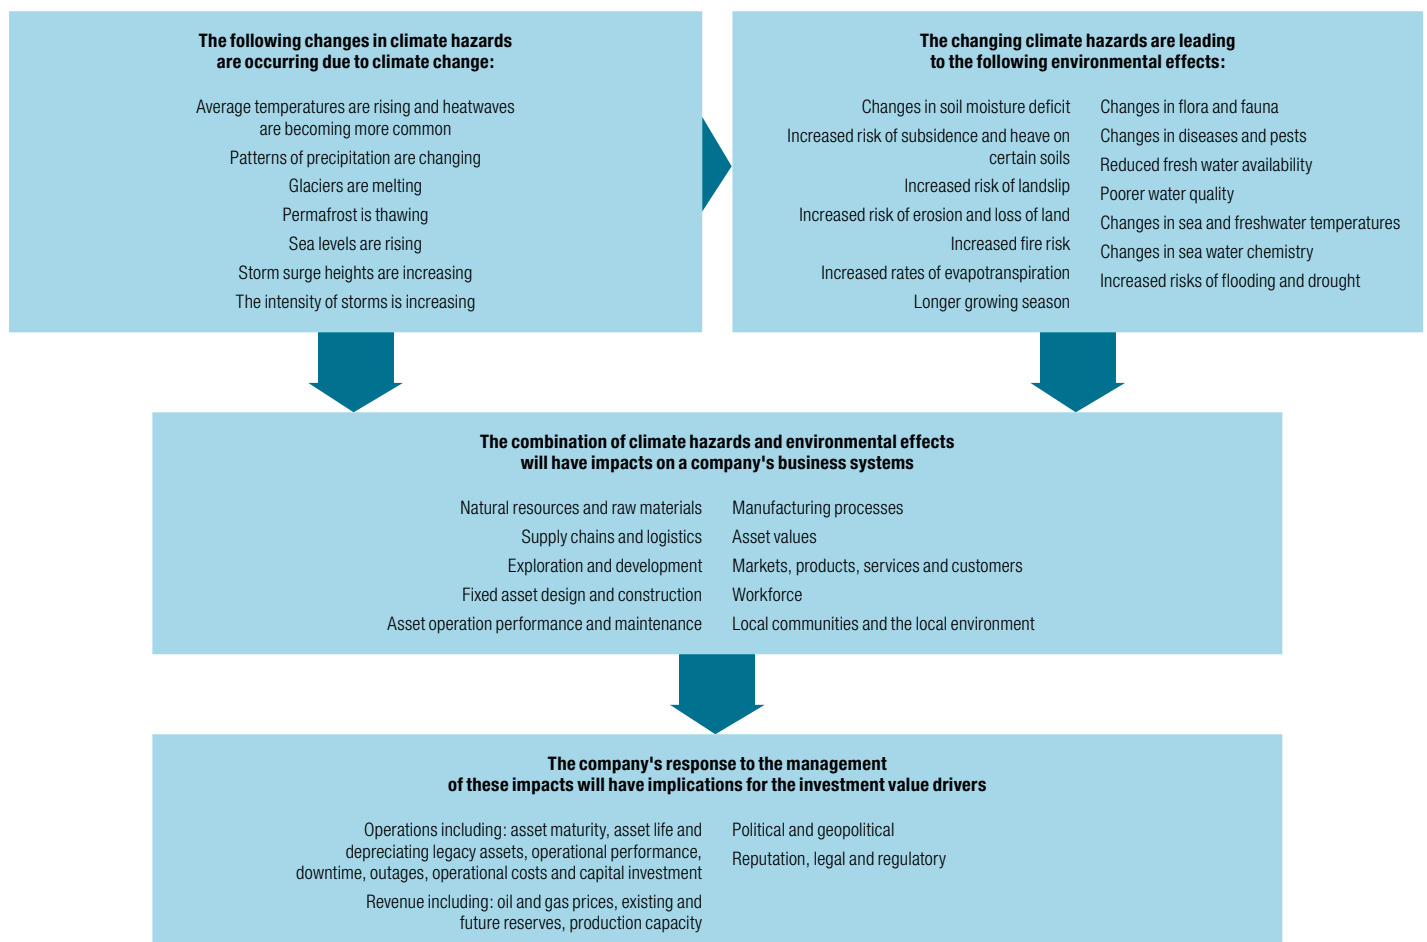 The following changes in climate hazards
are occurring due to climate change:
Average temperatures are rising and heatwaves
are becoming more common
Patterns of precipitation are changing
Glaciers are melting
Permafrost is thawing
Sea levels are rising
Storm surge heights are increasing
The intensity of storms is increasing
The changing climate hazards are leading
to the following environmental effects:
Changes in soil moisture deficit
Increased risk of subsidence and heave on
certain soils
Increased risk of landslip
Increased risk of erosion and loss of land
Increased fire risk
Increased rates of evapotranspiration
Longer growing season
Changes in flora and fauna
Changes in diseases and pests
Reduced fresh water availability
Poorer water quality
Changes in sea and freshwater temperatures
Changes in sea water chemistry
Increased risks of flooding and drought
The combination of climate hazards and environmental effects
will have impacts on a company's business systems
Natural resources and raw materials
Supply chains and logistics
Exploration and development
Fixed asset design and construction
Asset operation performance and maintenance
Manufacturing processes
Asset values
Markets, products, services and customers
Workforce
Local communities and the local environment
The company's response to the management
of these impacts will have implications for the investment value drivers
Operations including: asset maturity, asset life and
depreciating legacy assets, operational performance,
downtime, outages, operational costs and capital investment
Revenue including: oil and gas prices, existing and
future reserves, production capacity
Political and geopolitical
Reputation, legal and regulatory